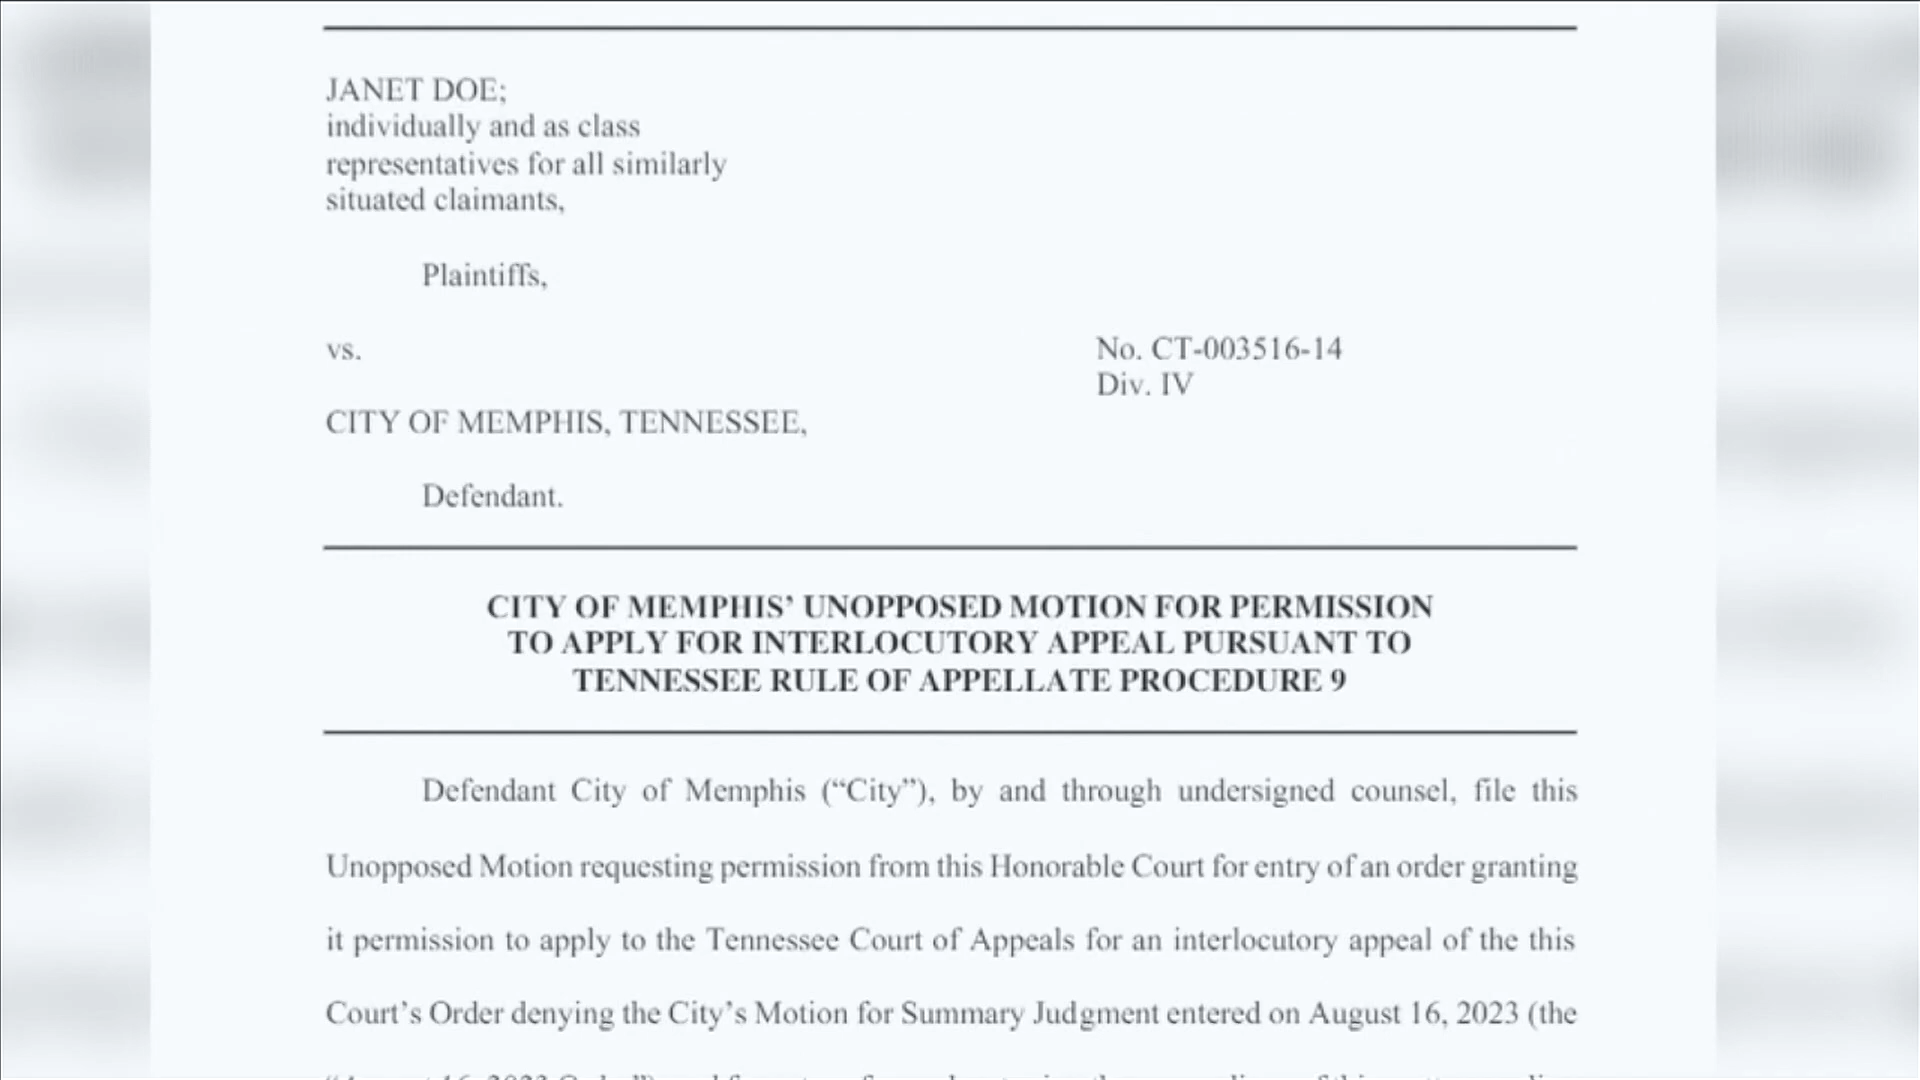 JANET DOE;
individually and as class
representatives for all similarly
situated claimants,
Plaintiffs,
vs.
No. CT-003516-14
Div. IV
CITY OF MEMPHIS, TENNESSEE,
Defendant.
CITY OF MEMPHIS’ UNOPPOSED MOTION FOR PERMISSION
TO APPLY FOR INTERLOCUTORY APPEAL PURSUANT TO
TENNESSEE RULE OF APPELLATE PROCEDURE 9
Defendant City of Memphis (“City”), by and through undersigned counsel, file this
Unopposed Motion requesting permission from this Honorable Court for entry of an order granting
it permission to apply to the Tennessee Court of Appeals for an interlocutory appeal of the this
Court’s Order denying the City’s Motion for Summary Judgment entered on August 16, 2023 (the